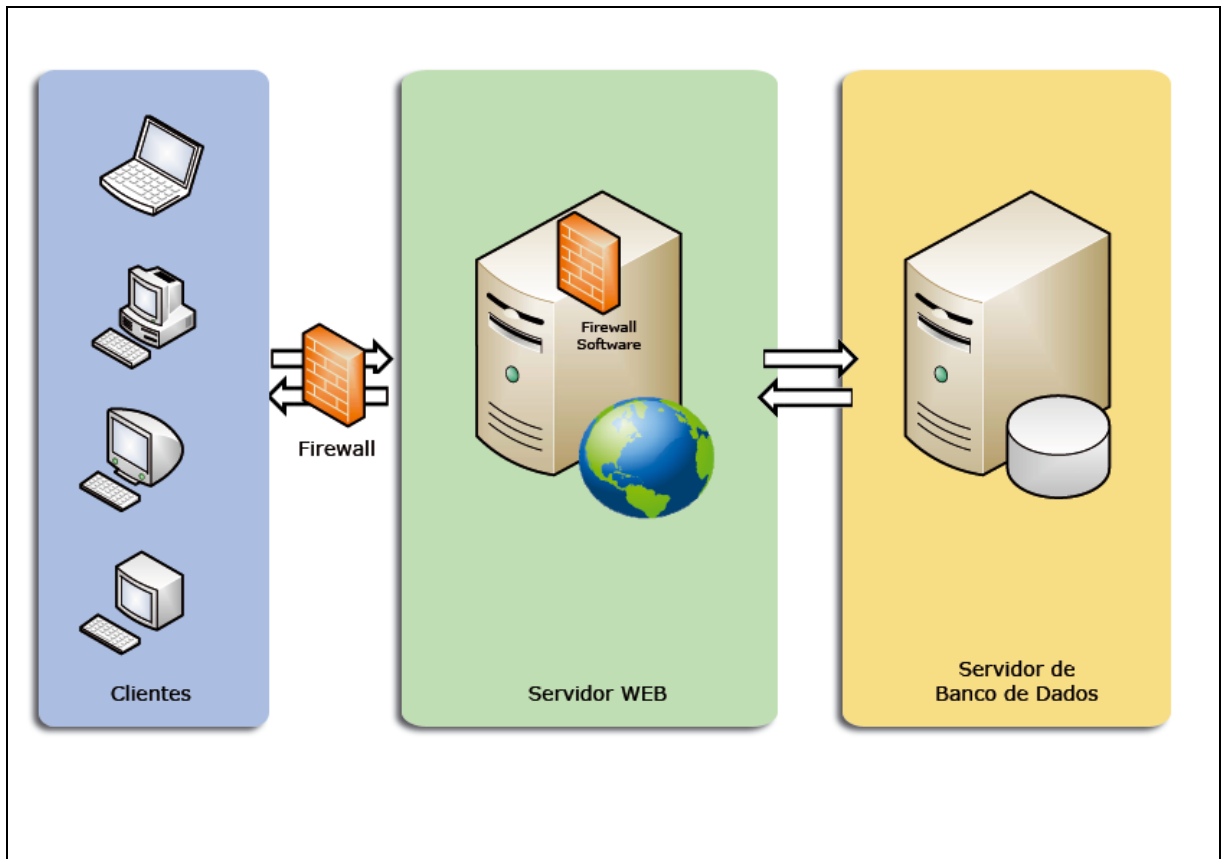 Firewall
Software
Firewall
Clientes
Servidor WEB
Servidor de
Banco de Dados